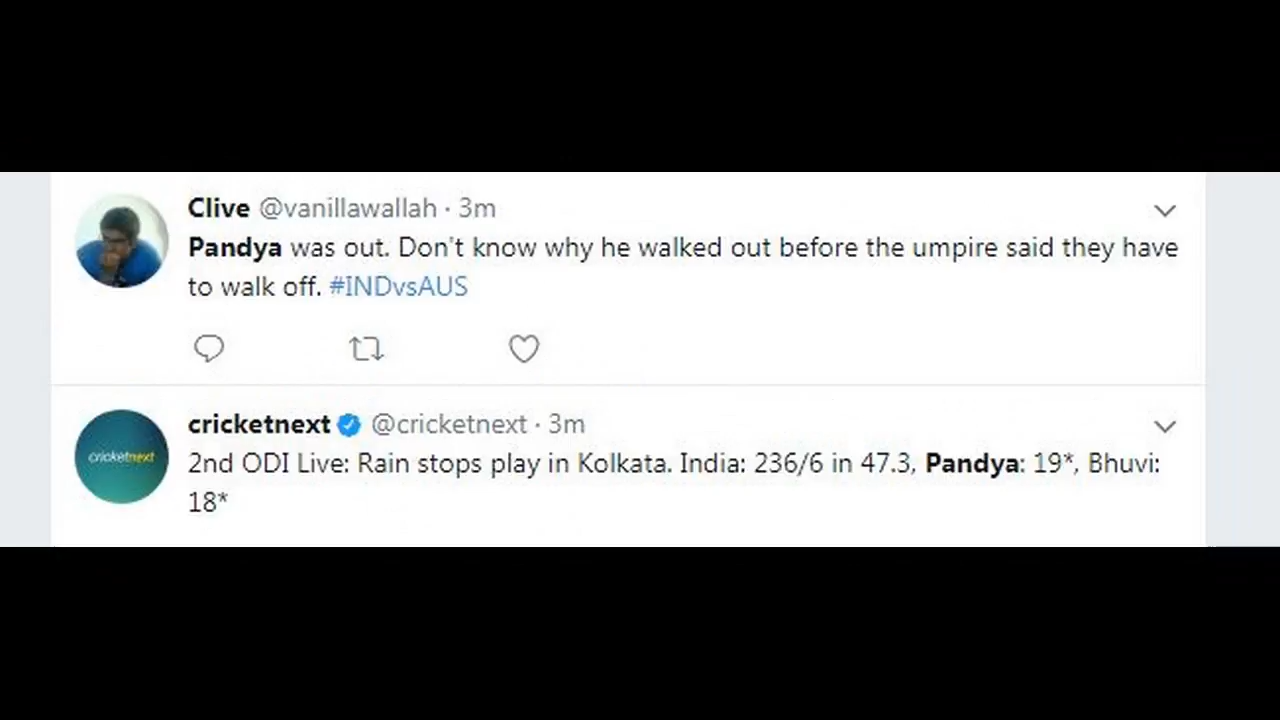 Clive @vanillawallah · 3m
Pandya was out. Don't know why he walked out before the umpire said they have
to walk off. #INDvsAUS
cricketnext @cricketnext · 3m
cricketnext
2nd ODI Live: Rain stops play in Kolkata. India: 236/6 in 47.3, Pandya: 19*, Bhuvi:
18*